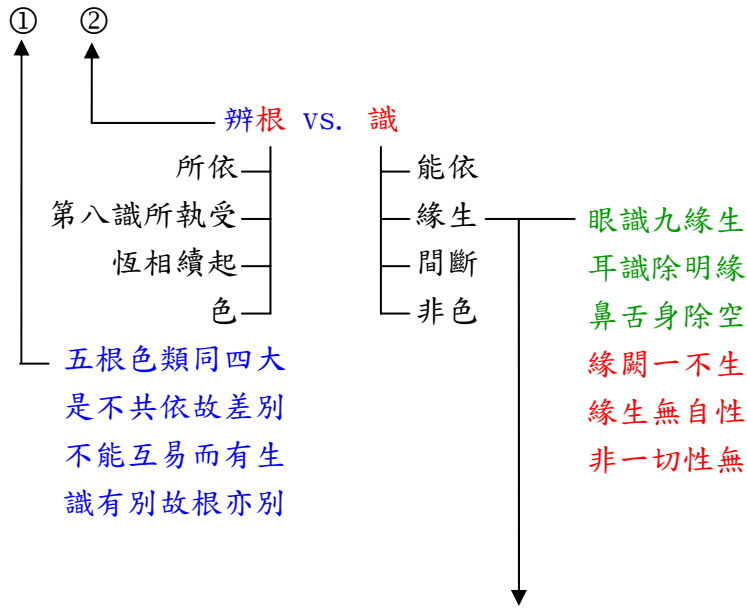 ① ②
辨根 vs. 識
所依 能依
第八識所執受 緣生 眼識九緣生
恆相續起 間斷 耳識除明緣
色 非色 鼻舌身除空
五根色類同四大 緣闕一不生
是不共依故差別 緣生無自性
不能互易而有生 非一切性無
識有別故根亦別